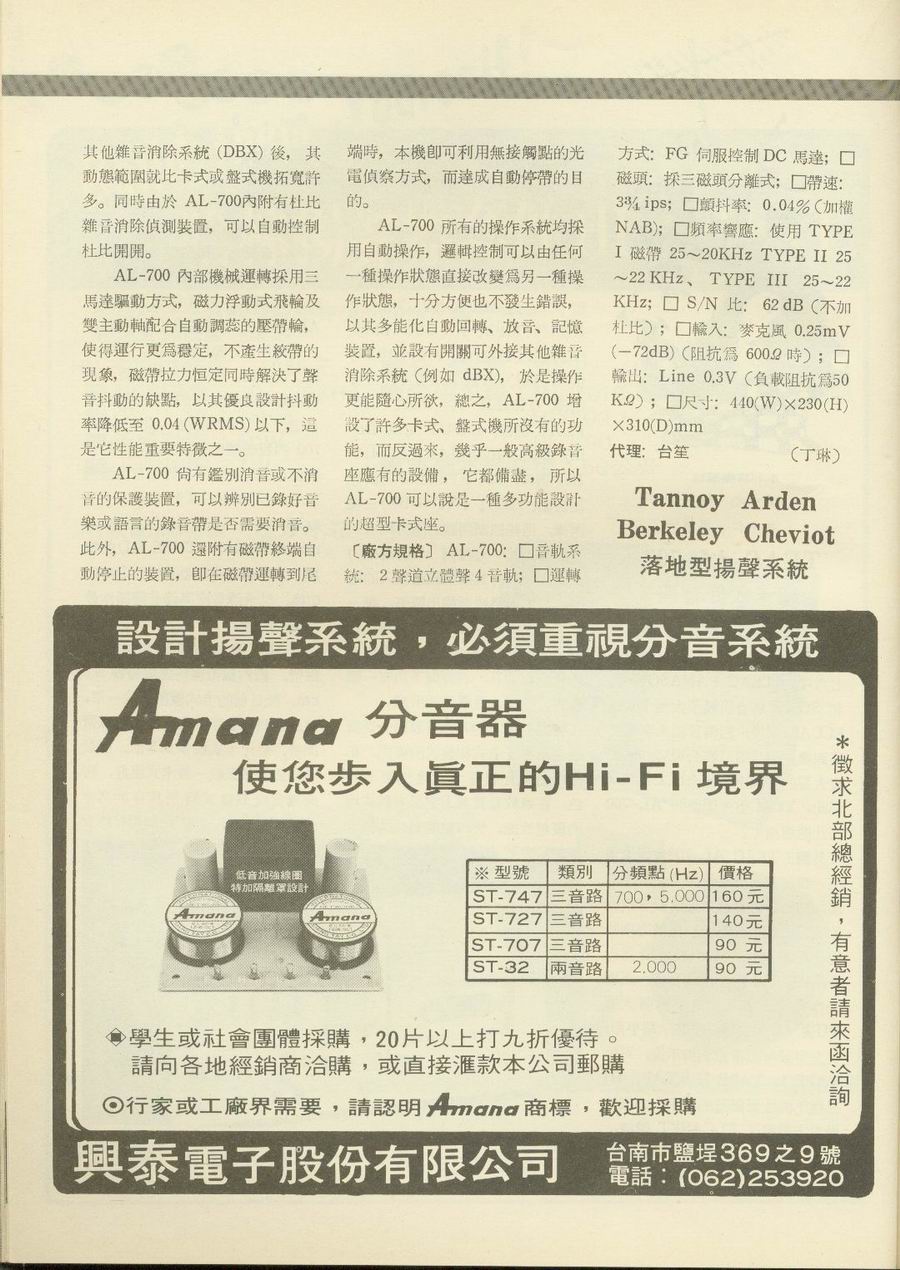 其他雜音消除系統 (DBX) 後，其
動態範圍就比卡式或盤式機拓寬許
多。同時由於 AL-700內附有杜比
雜音消除偵測裝置，可以自動控制
杜比開開。
AL-700 內部機械運轉採用三
馬達驅動方式，磁力浮動式飛輪及
雙主動軸配合自動調蕊的壓帶輪，
使得運行更爲穩定，不產生絞帶的
現象，磁帶拉力恒定同時解決了聲
音抖動的缺點，以其優良設計抖動
率降低至 0.04 (WRMS) 以下，這
是它性能重要特徵之一。
AL-700 尙有鑑別消音或不消
音的保護裝置，可以辨別已錄好音
樂或語言的錄音帶是否需要消音。
此外，AL-700 還附有磁帶終端自
動停止的裝置，卽在磁帶運轉到尾
端時，本機卽可利用無接觸點的光
電偵察方式，而達成自動停帶的目
的。
AL-700 所有的操作系統均採
用自動操作，邏輯控制可以由任何
一種操作狀態直接改變爲另一種操
作狀態，十分方便也不發生錯誤，
以其多能化自動回轉、放音、記憶
裝置，並設有開關可外接其他雜音
消除系統（例如 dBX），於是操作
更能隨心所欲，總之，AL-700 增
設了許多卡式、盤式機所沒有的功
能，而反過來，幾乎一般高級錄音
座應有的設備，它都備盡，所以
AL-700 可以說是一種多功能設計
的超型卡式座。
〔廠方規格〕 AL-700: □音軌系
統: 2 聲道立體聲 4 音軌; □運轉
方式: FG 伺服控制 DC 馬達; □
磁頭: 採三磁頭分離式; □帶速:
3¾ ips; □顫抖率: 0.04% (加權
NAB); □頻率響應: 使用 TYPE
I 磁帶 25~20KHz TYPE II 25
~22 KHz、 TYPE III 25~22
KHz; □ S/N 比: 62 dB (不加
杜比); □輸入: 麥克風 0.25mV
(−72dB) (阻抗爲 600Ω 時); □
輸出: Line 0.3V (負載阻抗爲50
KΩ); □尺寸: 440(W)×230(H)
×310(D)mm
代理: 台笙 （丁琳）
Tannoy Arden
Berkeley Cheviot
落地型揚聲系統
設計揚聲系統，必須重視分音系統
Amana 分音器
使您步入眞正的Hi-Fi 境界
＊徵求北部總經銷，有意者請來函洽詢
低音加強線圈
特加隔離罩設計
Amana Amana
※ 型號 類別 分頻點 (Hz) 價格
ST-747 三音路 700，5.000 160 元
ST-727 三音路 140 元
ST-707 三音路 90 元
ST-32 兩音路 2.000 90 元
◈學生或社會團體採購，20片以上打九折優待。
請向各地經銷商洽購，或直接滙款本公司郵購
⊙行家或工廠界需要，請認明 Amana 商標，歡迎採購
興泰電子股份有限公司
台南市鹽埕369之9號
電話：(062)253920